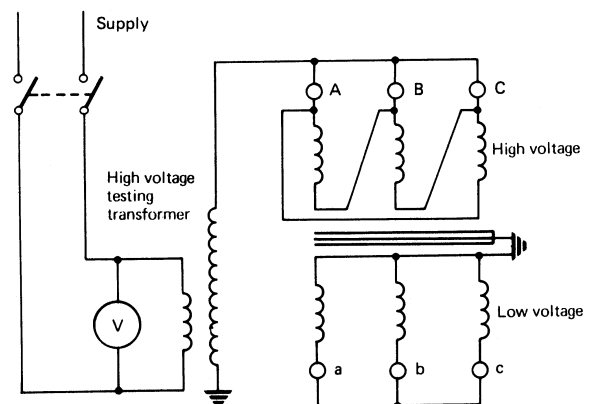 Supply
A
B
C
High voltage
High voltage
testing
transformer
V
Low voltage
a
b
c